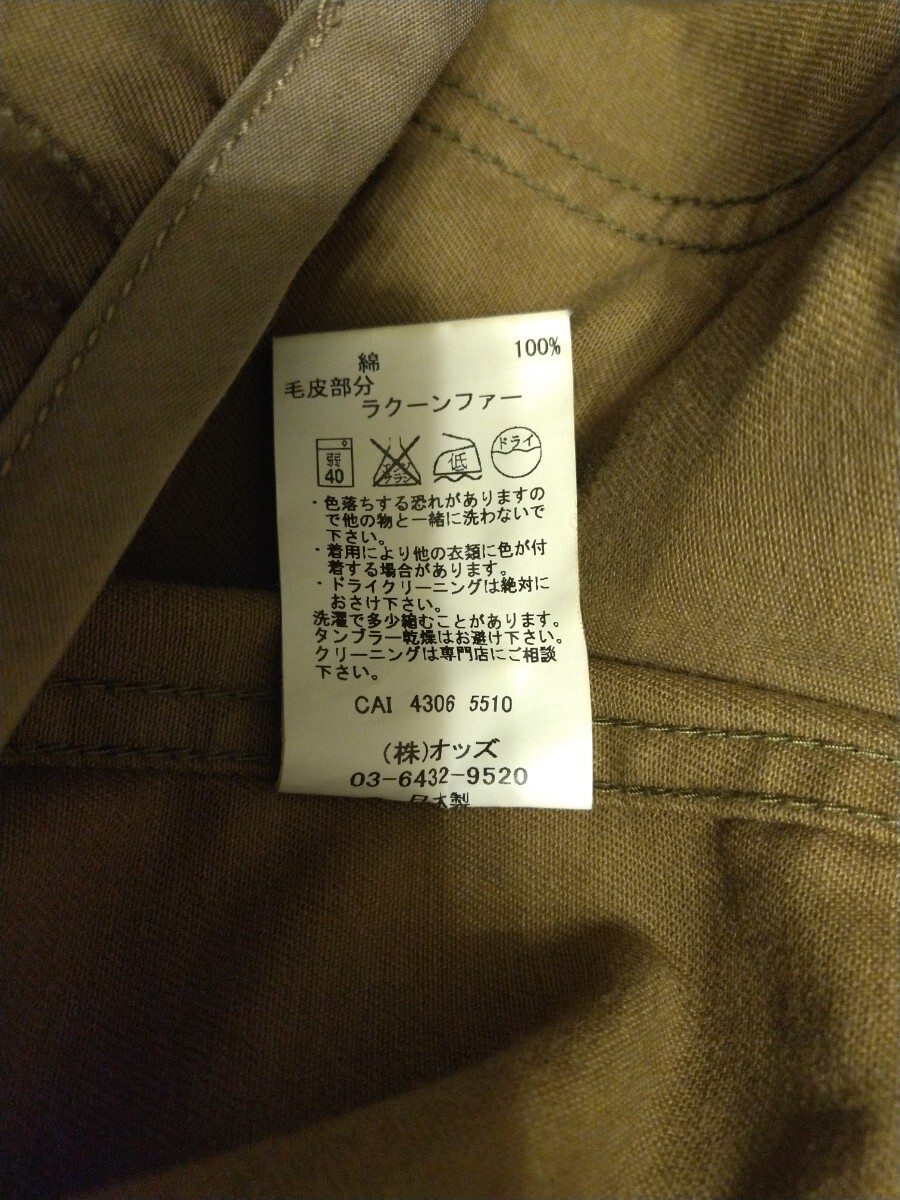 綿 100%
毛皮部分
ラクーンファー
弱 40 エンソ サラシ 低 ドライ
・色落ちする恐れがありますの
で他の物と一緒に洗わないで
下さい。
・着用により他の衣類に色が付
着する場合があります。
・ドライクリーニングは絶対に
おさけ下さい。
洗濯で多少縮むことがあります。
タンブラー乾燥はお避け下さい。
クリーニングは専門店にご相談
下さい。
CAI 4306 5510
(株)オッズ
03-6432-9520
日本製